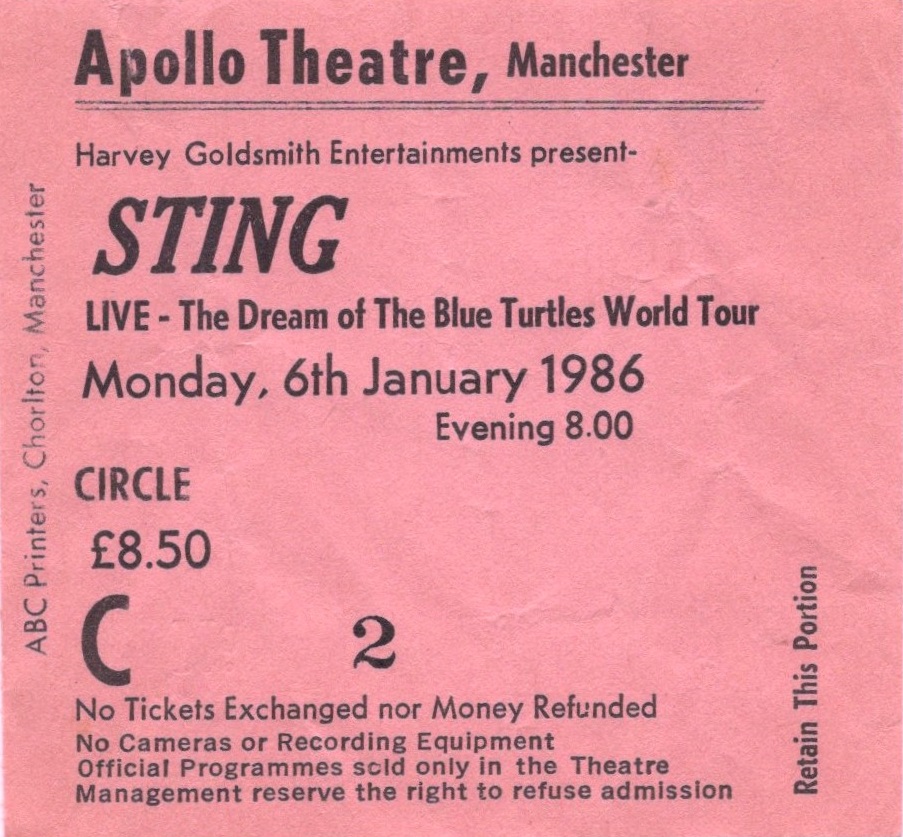 Apollo Theatre, Manchester
Harvey Goldsmith Entertainments present-
STING
LIVE - The Dream of The Blue Turtles World Tour
Monday, 6th January 1986
Evening 8.00
CIRCLE
£8.50
C 2
No Tickets Exchanged nor Money Refunded
No Cameras or Recording Equipment
Official Programmes sold only in the Theatre
Management reserve the right to refuse admission
ABC Printers, Chorlton, Manchester
Retain This Portion